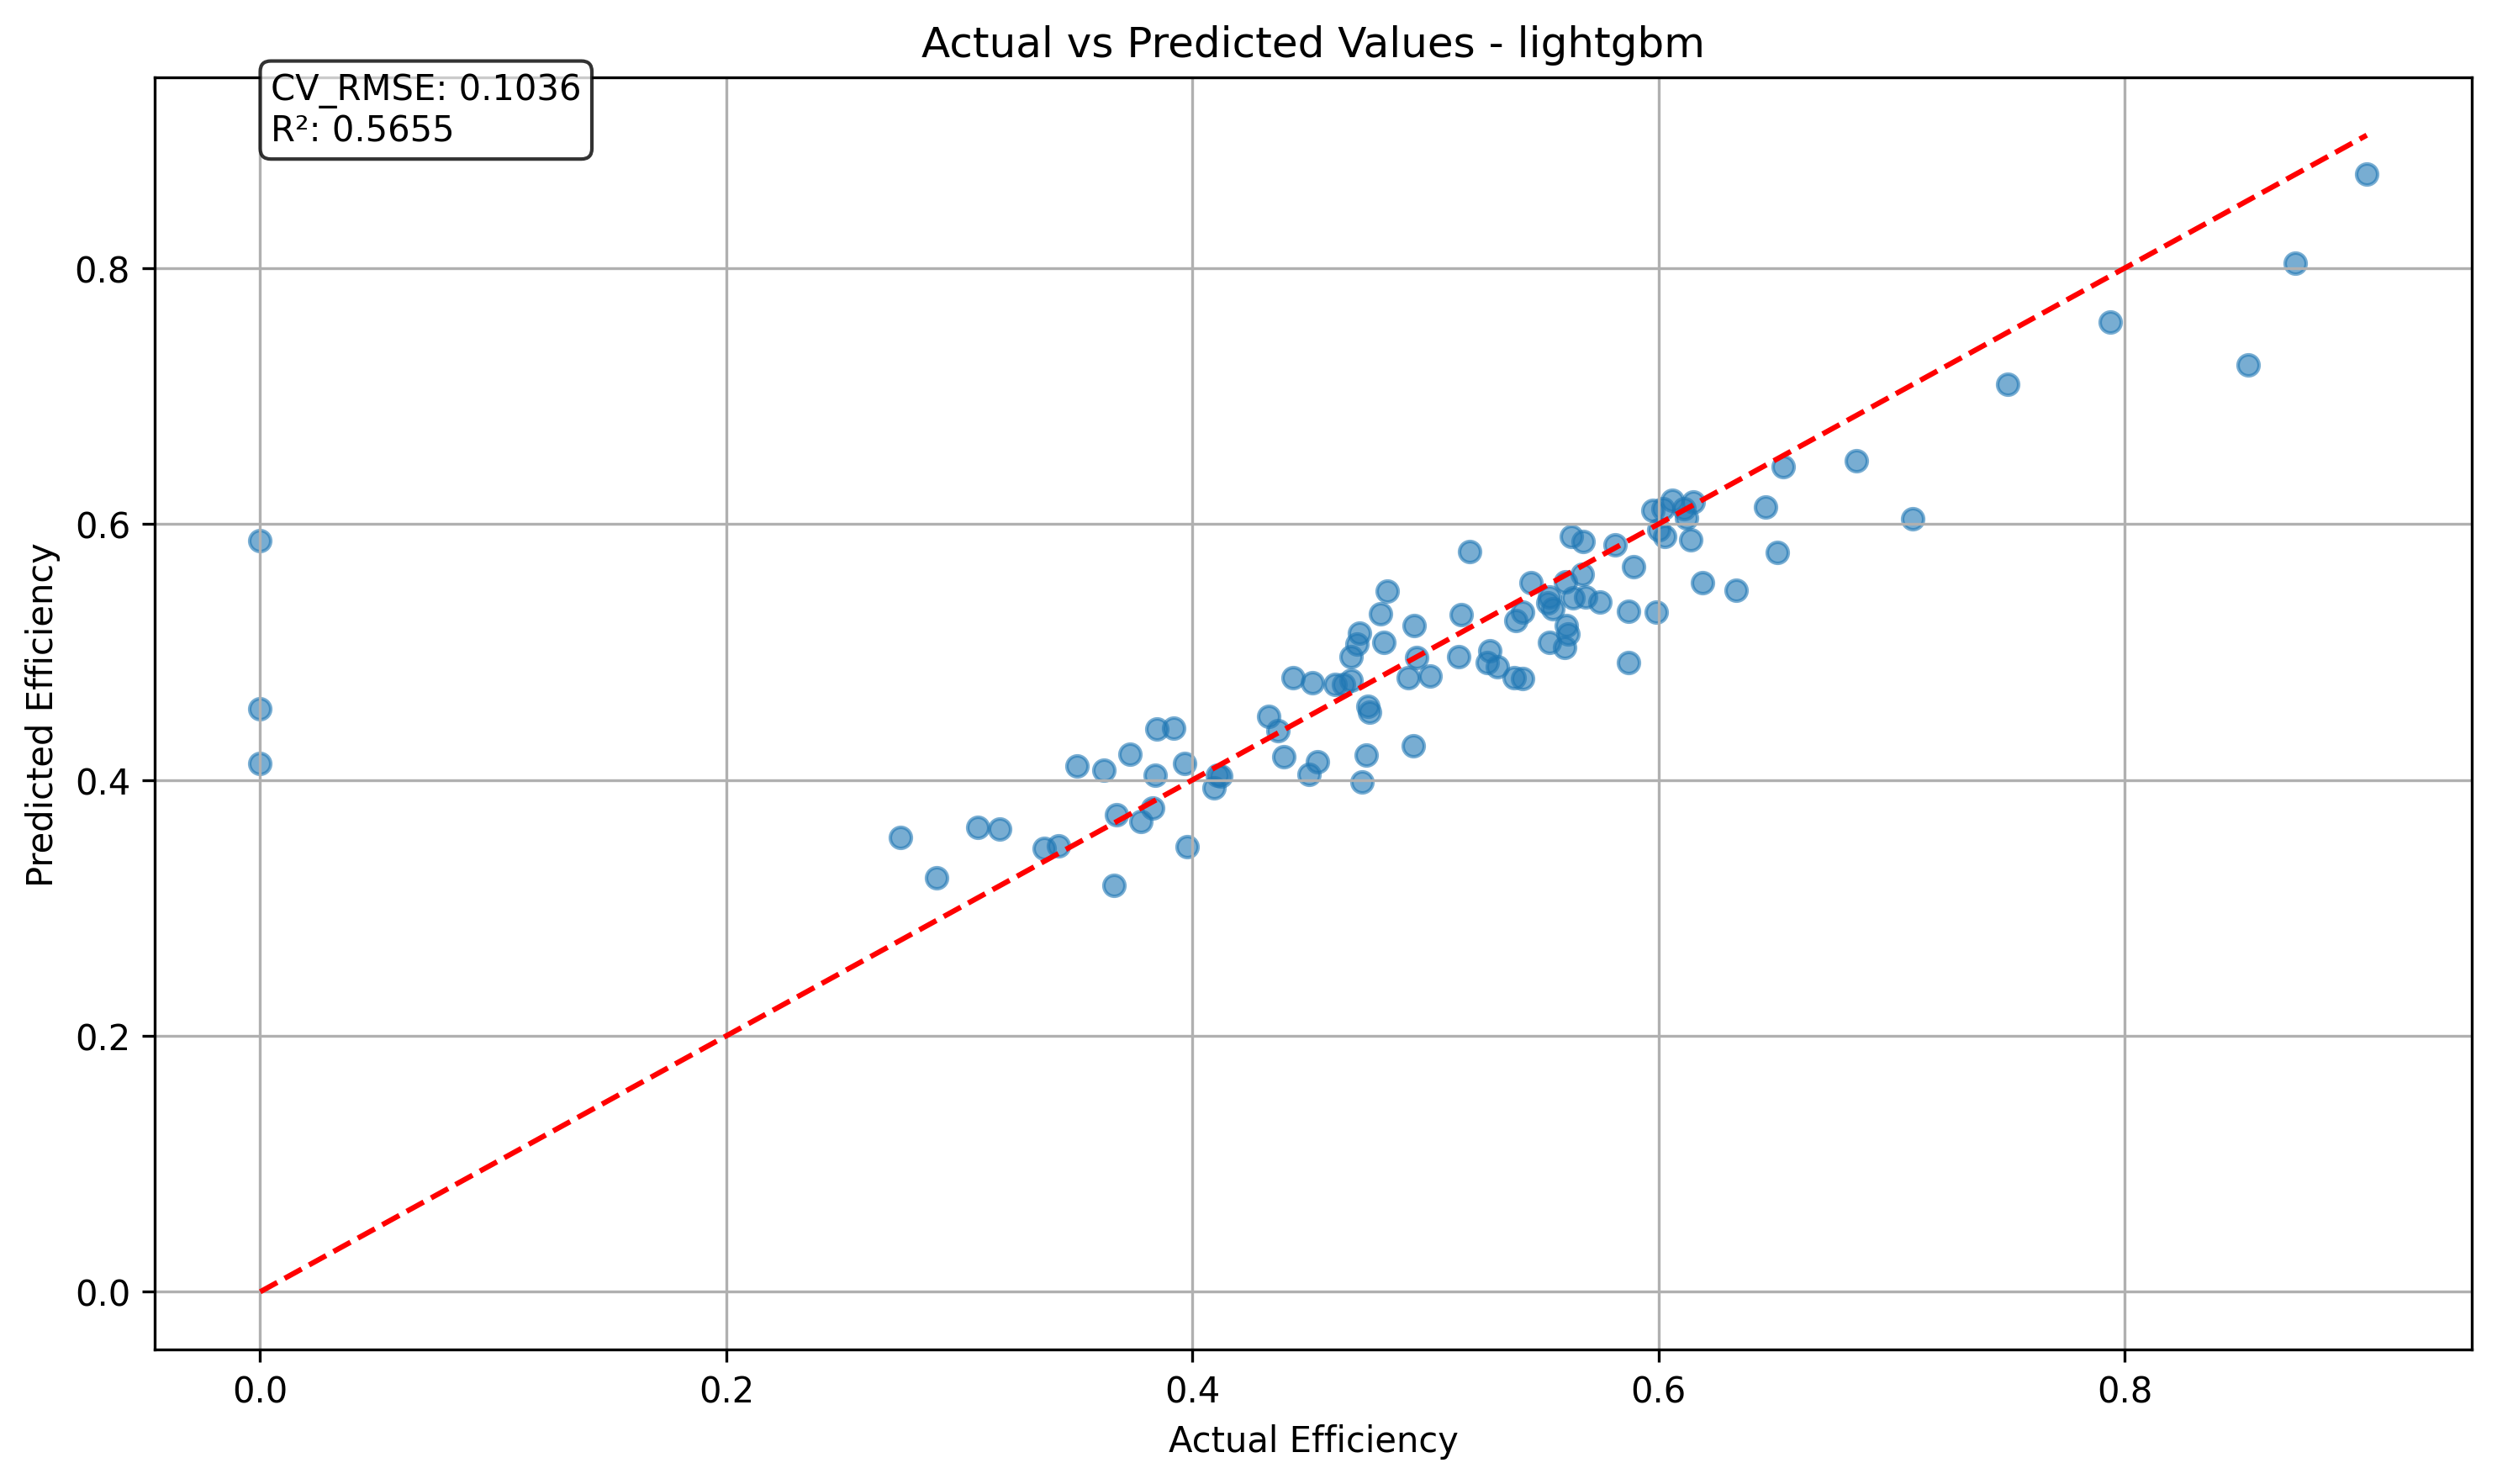 Actual vs Predicted Values - lightgbm
CV_RMSE: 0.1036
R²: 0.5655
Predicted Efficiency
0.8
0.6
0.4
0.2
0.0
0.0 0.2 0.4 0.6 0.8
Actual Efficiency